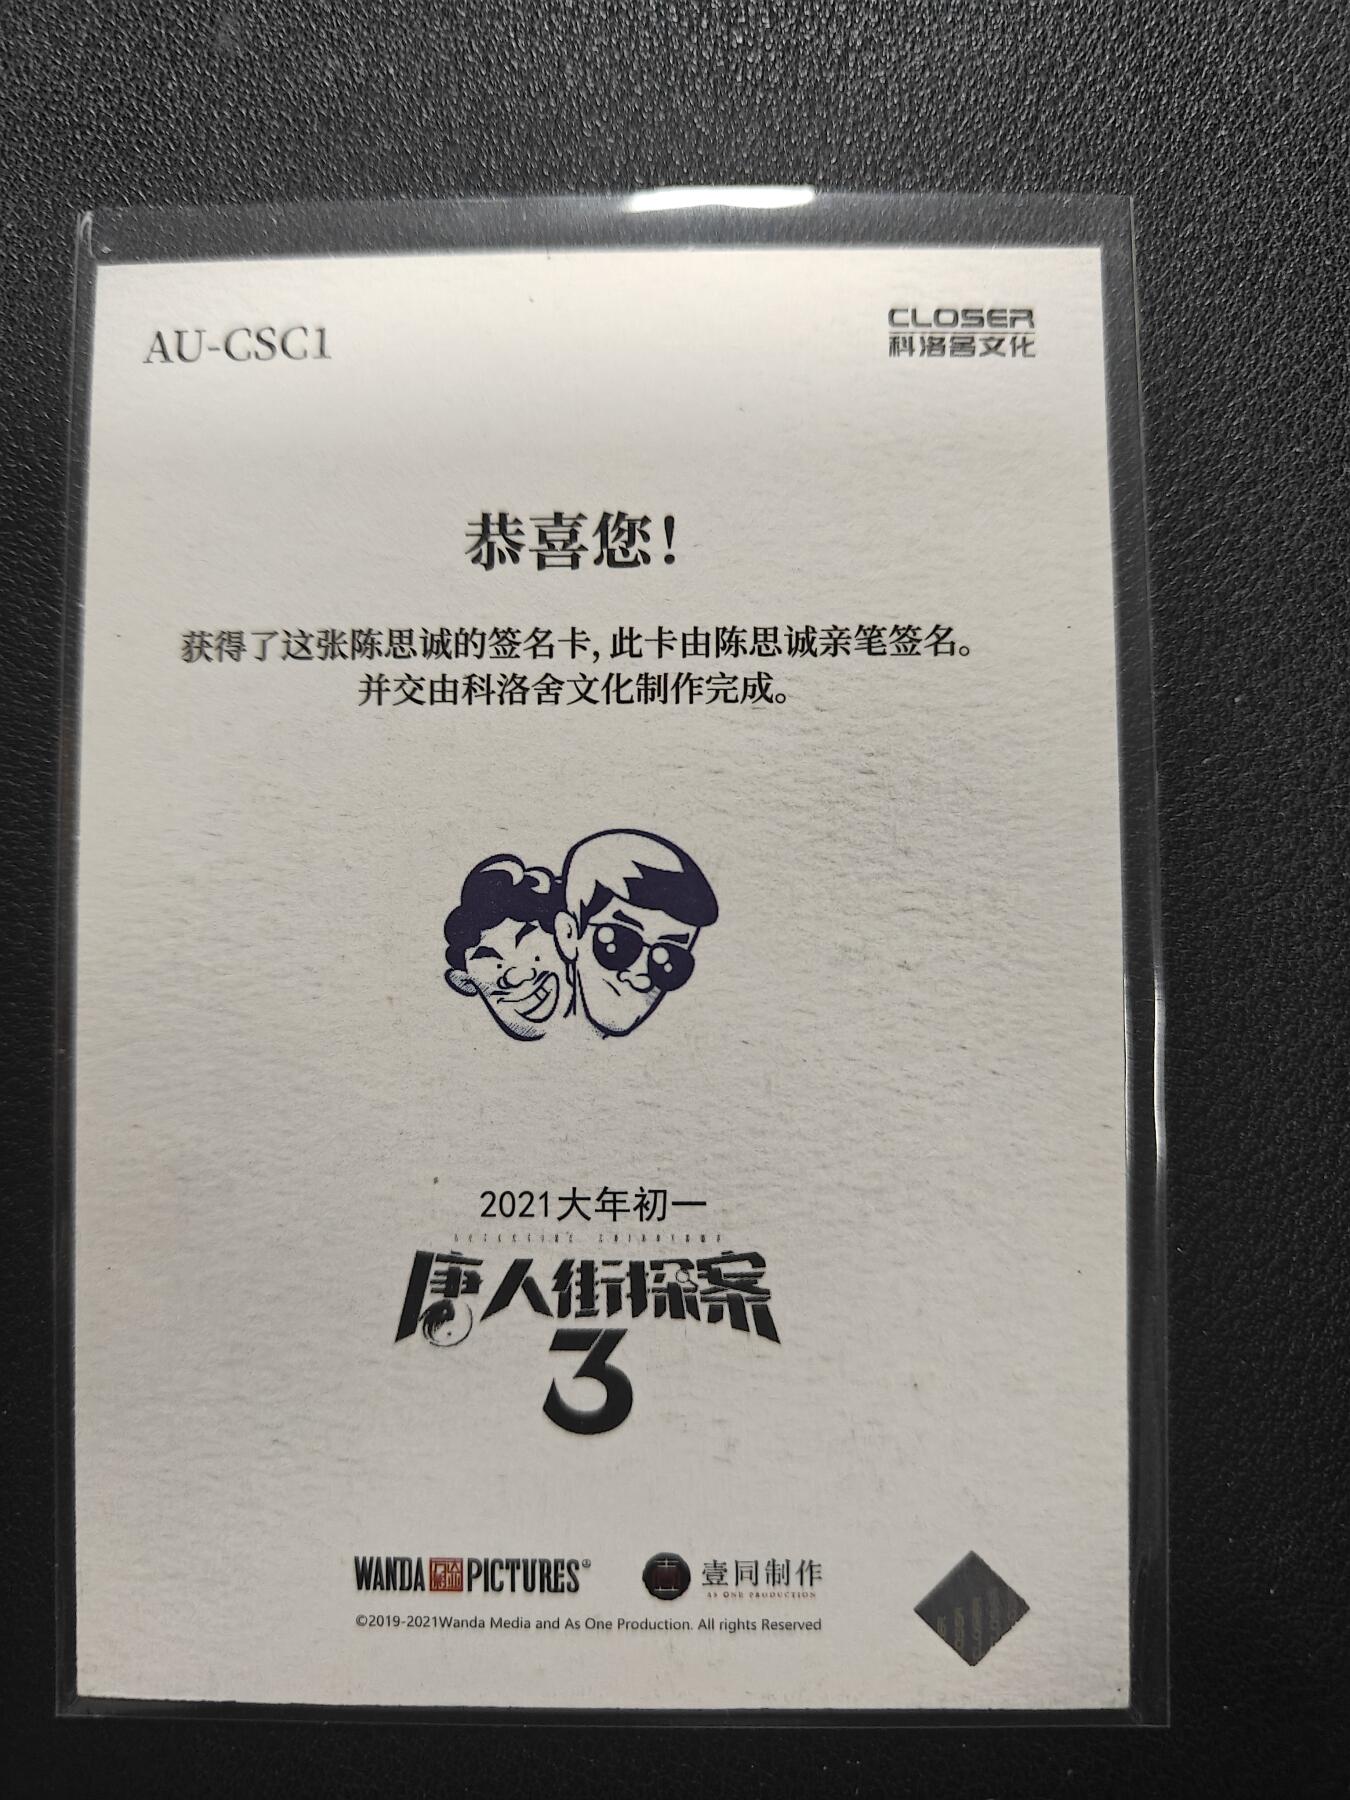 AU-CSC1
CLOSER
科洛舍文化
恭喜您！
获得了这张陈思诚的签名卡，此卡由陈思诚亲笔签名。
并交由科洛舍文化制作完成。
2021大年初一
唐人街探案
3
WANDA PICTURES
壹同制作
AS ONE PRODUCTION
©2019-2021Wanda Media and As One Production. All rights Reserved
CLOSER